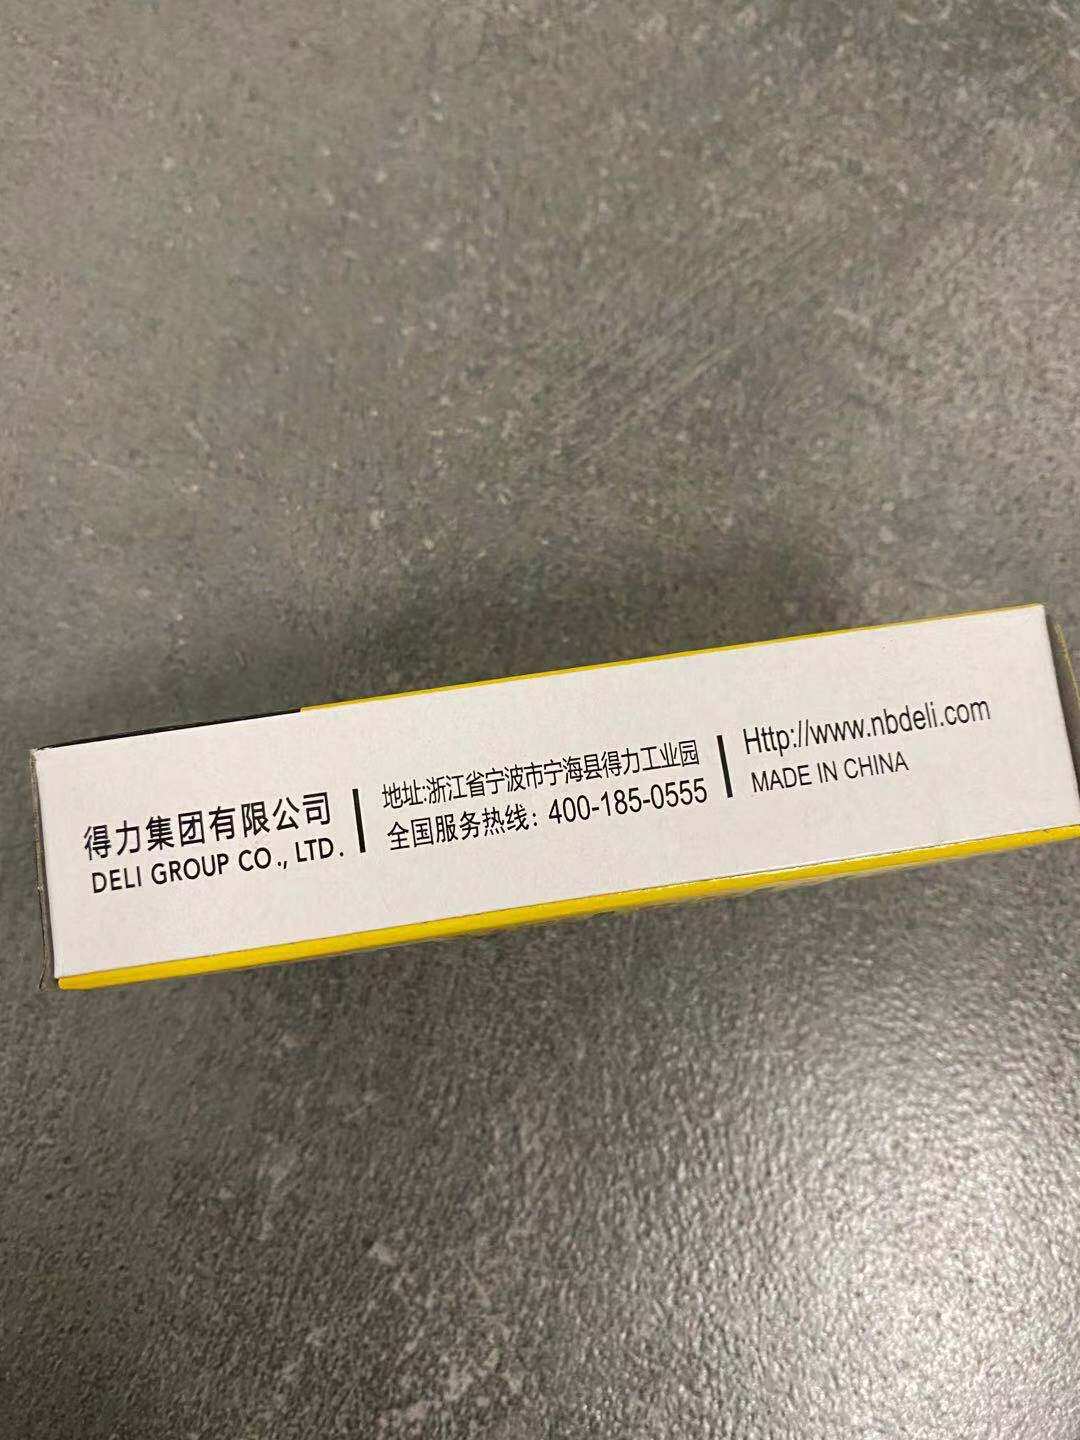 得力集团有限公司
DELI GROUP CO., LTD.
地址:浙江省宁波市宁海县得力工业园
全国服务热线：400-185-0555
Http://www.nbdeli.com
MADE IN CHINA